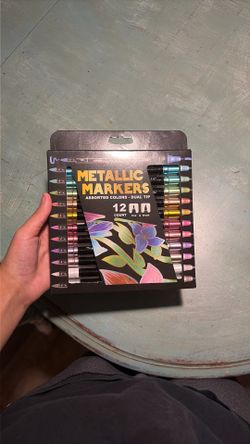 METALLIC
MARKERS
ASSORTED COLORS • DUAL TIP
12
COUNT